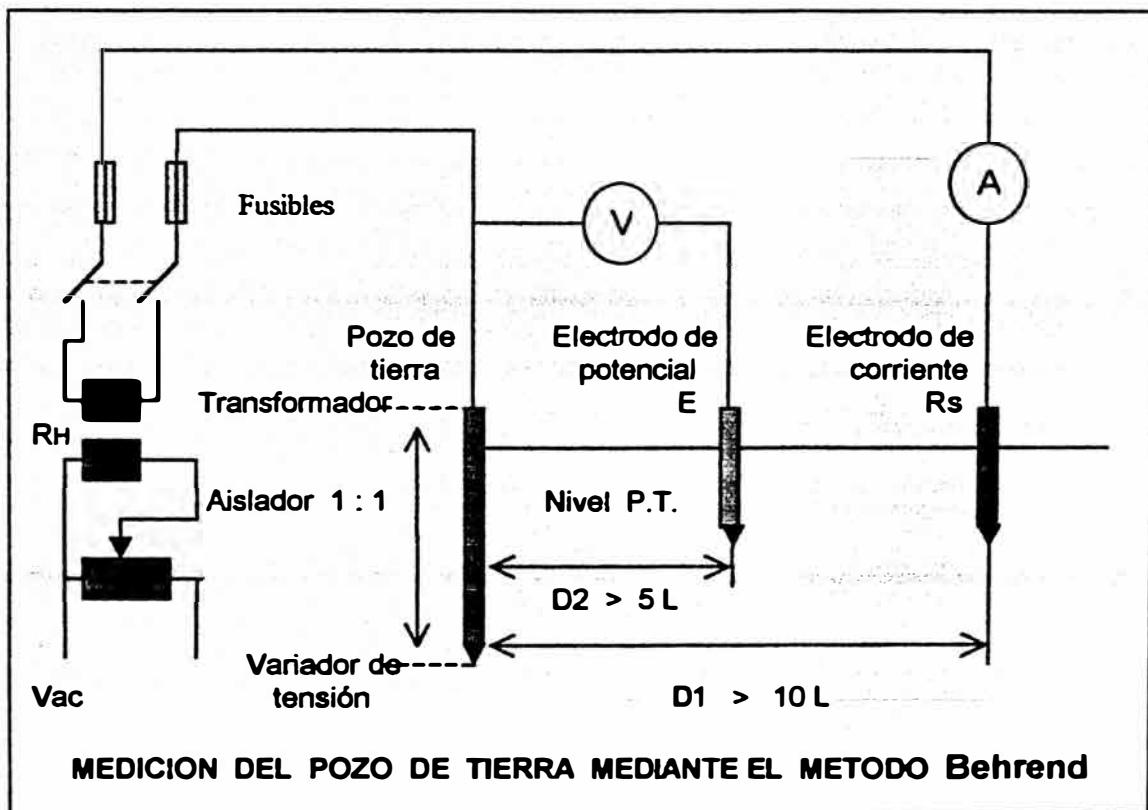 A
Fusibles
V
Pozo de
tierra
Electrodo de
potencial
E
Electrodo de
corriente
Rs
Transformador
RH
Aislador 1 : 1
Nivel P.T.
D2 > 5 L
Variador de
tensión
Vac
D1 > 10 L
MEDICION DEL POZO DE TIERRA MEDIANTE EL METODO Behrend